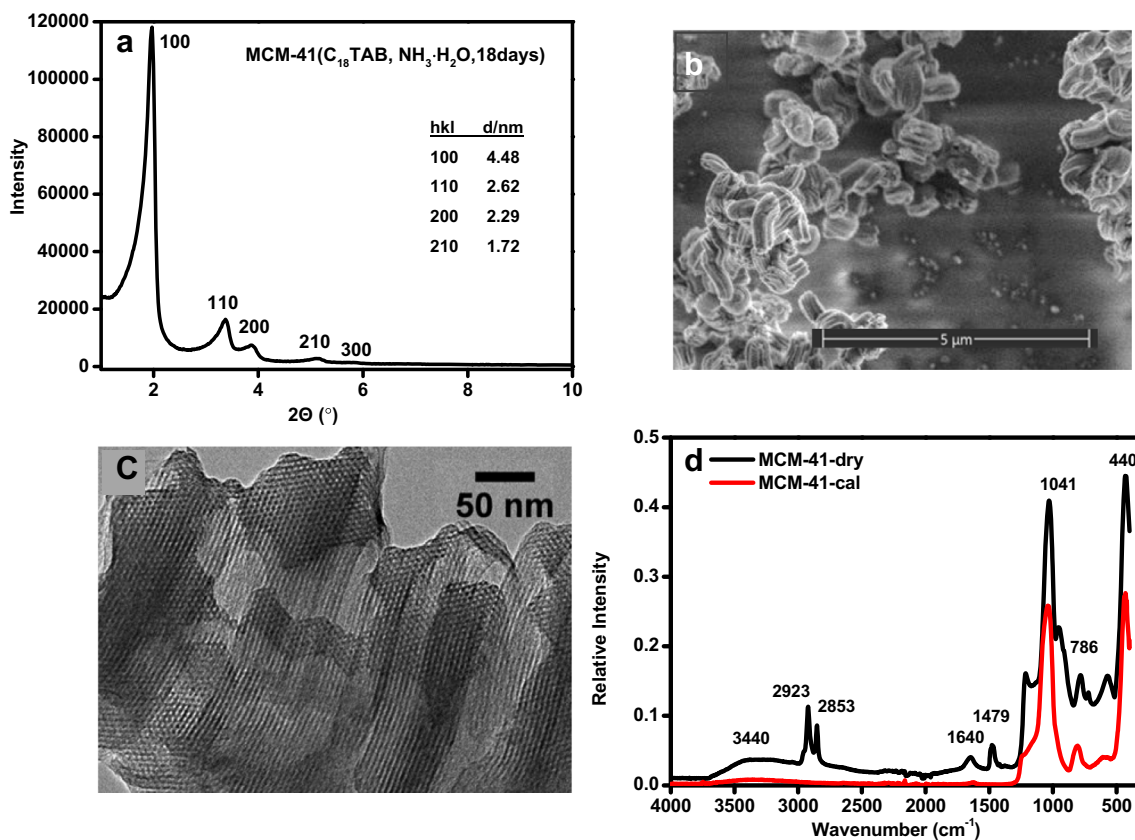 a
MCM-41(C₁₈TAB, NH₃·H₂O,18days)
hkl d/nm
100 4.48
110 2.62
200 2.29
210 1.72
100
110
200
210
300
120000
100000
80000
60000
40000
20000
0
Intensity
2 4 6 8 10
2Θ (°)
b
5 µm
C
50 nm
d
MCM-41-dry
MCM-41-cal
440
1041
786
2923
2853
1479
1640
3440
0.5
0.4
0.3
0.2
0.1
0.0
Relative Intensity
4000 3500 3000 2500 2000 1500 1000 500
Wavenumber (cm⁻¹)